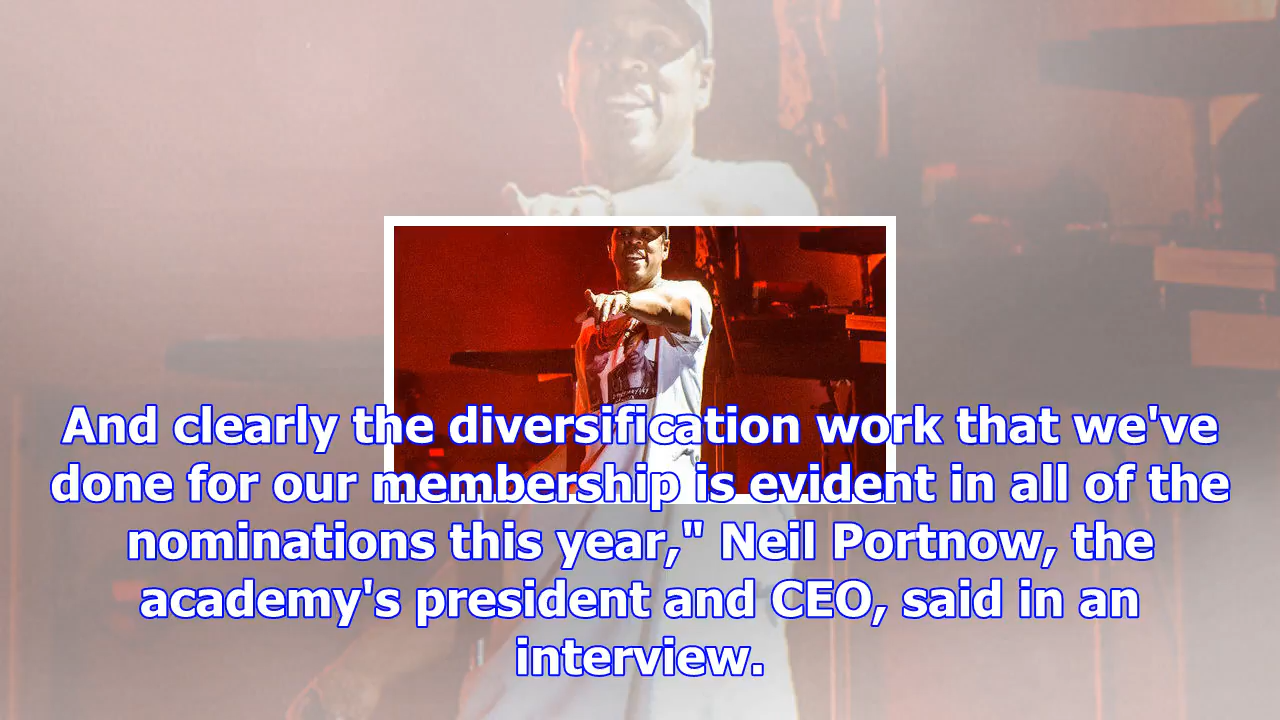 And clearly the diversification work that we've
done for our membership is evident in all of the
nominations this year," Neil Portnow, the
academy's president and CEO, said in an
interview.